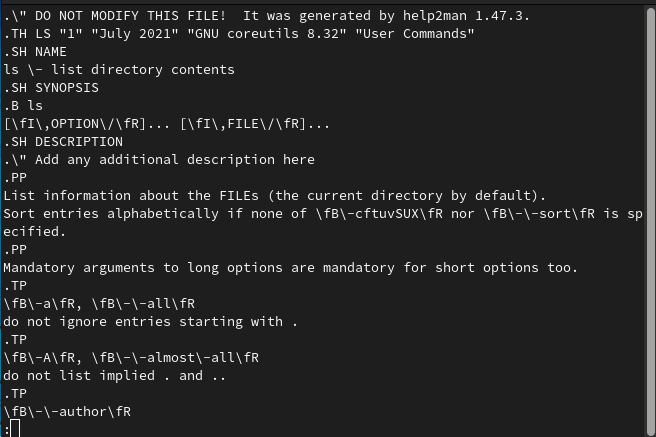 .\" DO NOT MODIFY THIS FILE!  It was generated by help2man 1.47.3.
.TH LS "1" "July 2021" "GNU coreutils 8.32" "User Commands"
.SH NAME
ls \- list directory contents
.SH SYNOPSIS
.B ls
[\fI\,OPTION\/\fR]... [\fI\,FILE\/\fR]...
.SH DESCRIPTION
.\" Add any additional description here
.PP
List information about the FILEs (the current directory by default).
Sort entries alphabetically if none of \fB\-cftuvSUX\fR nor \fB\-\-sort\fR is sp
ecified.
.PP
Mandatory arguments to long options are mandatory for short options too.
.TP
\fB\-a\fR, \fB\-\-all\fR
do not ignore entries starting with .
.TP
\fB\-A\fR, \fB\-\-almost\-all\fR
do not list implied . and ..
.TP
\fB\-\-author\fR
: